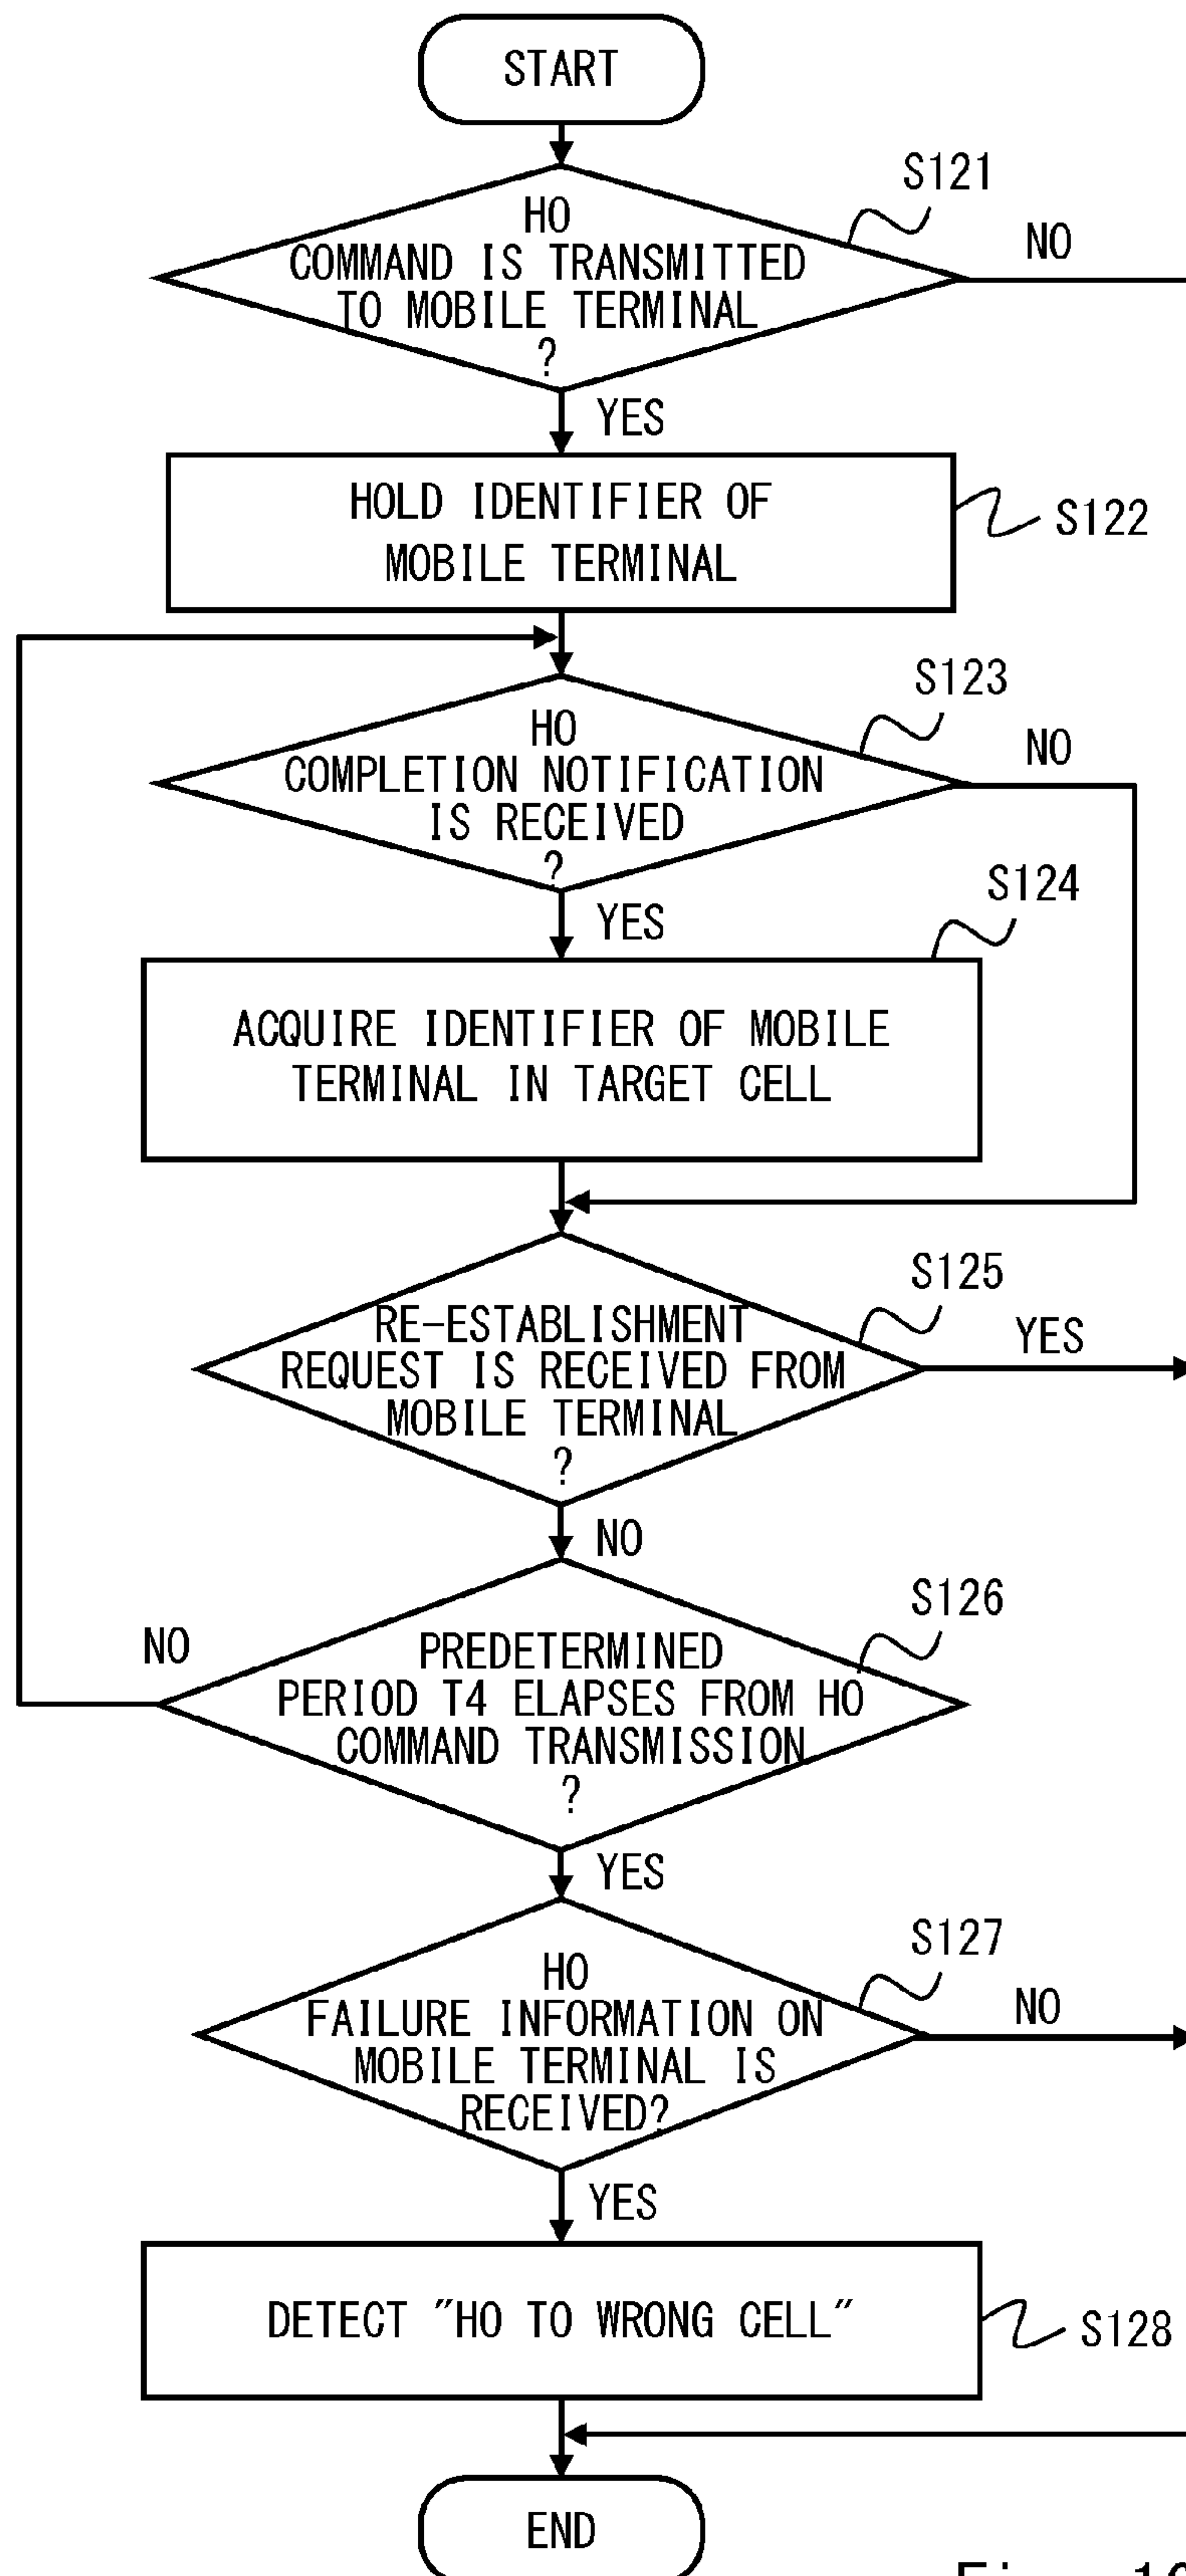 START
S121
HO
COMMAND IS TRANSMITTED
TO MOBILE TERMINAL
?
NO
YES
HOLD IDENTIFIER OF
MOBILE TERMINAL
S122
S123
HO
COMPLETION NOTIFICATION
IS RECEIVED
?
NO
YES
S124
ACQUIRE IDENTIFIER OF MOBILE
TERMINAL IN TARGET CELL
S125
RE-ESTABLISHMENT
REQUEST IS RECEIVED FROM
MOBILE TERMINAL
?
YES
NO
S126
NO
PREDETERMINED
PERIOD T4 ELAPSES FROM HO
COMMAND TRANSMISSION
?
YES
S127
HO
FAILURE INFORMATION ON
MOBILE TERMINAL IS
RECEIVED?
NO
YES
DETECT "HO TO WRONG CELL"
S128
END